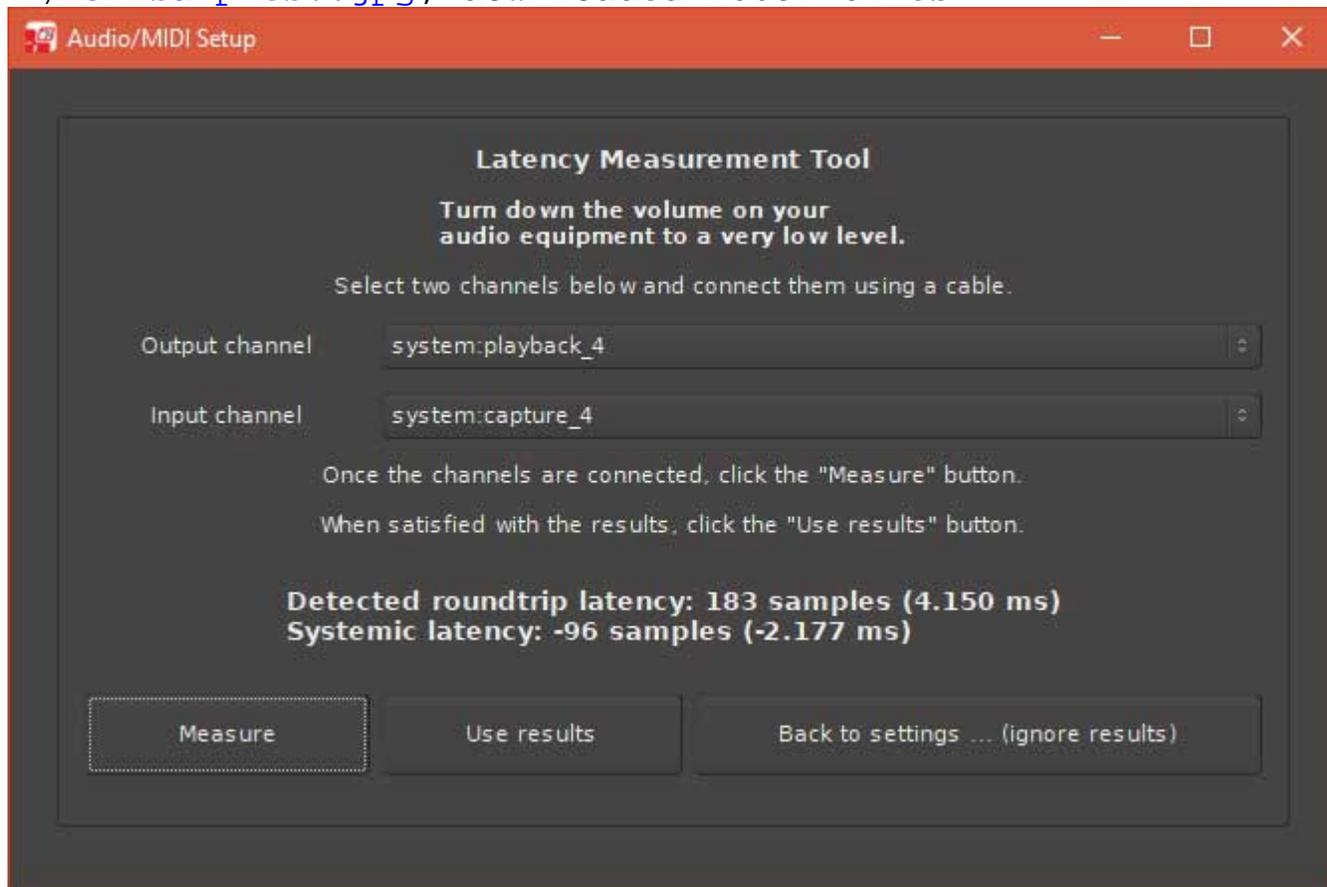 Audio/MIDI Setup
Latency Measurement Tool
Turn down the volume on your
audio equipment to a very low level.
Select two channels below and connect them using a cable.
Output channel system:playback_4
Input channel system:capture_4
Once the channels are connected, click the "Measure" button.
When satisfied with the results, click the "Use results" button.
Detected roundtrip latency: 183 samples (4.150 ms)
Systemic latency: -96 samples (-2.177 ms)
Measure Use results Back to settings ... (ignore results)